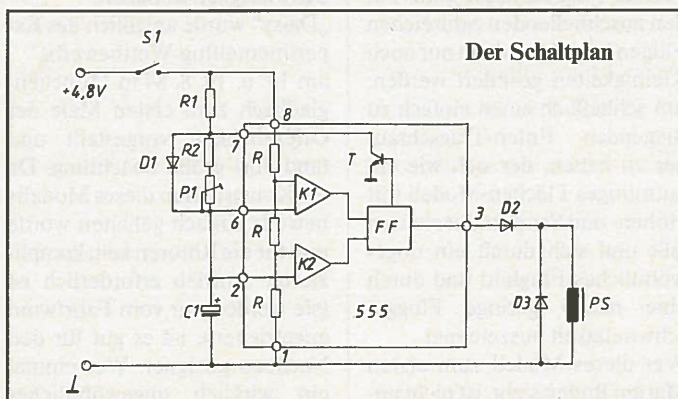 Der Schaltplan
S1
+4,8V
R1
8
7
D1
R2
R
T
P1
K1
6
R
FF
3
D2
2
K2
C1
+
R
555
D3
PS
1
⊥